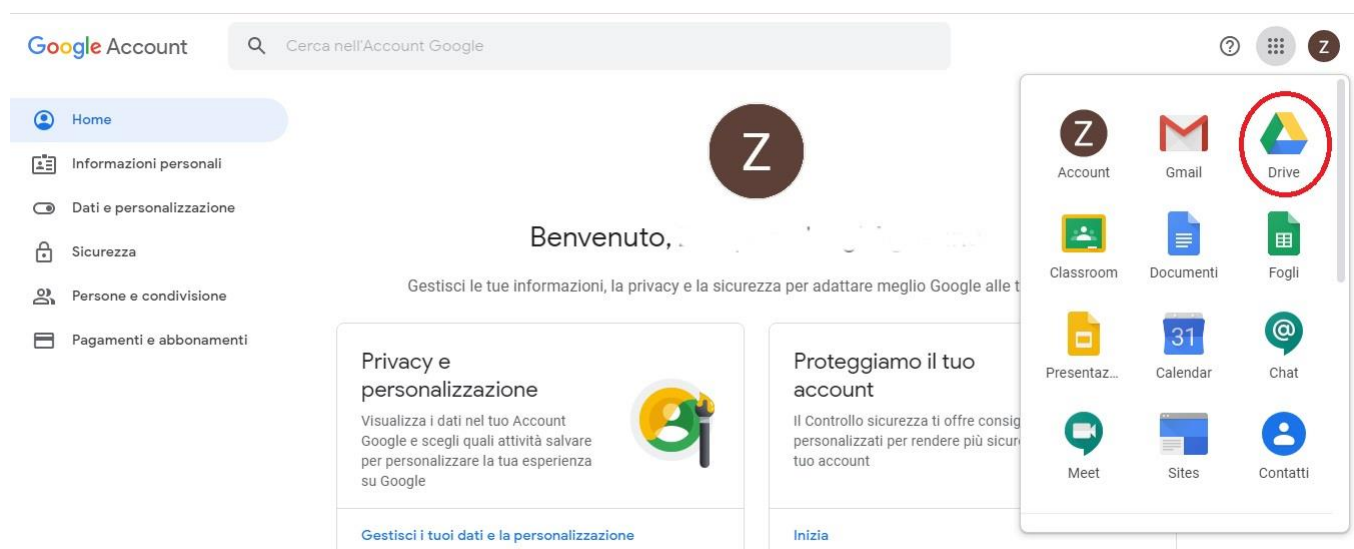 Google Account
Cerca nell'Account Google
Z
Home
Informazioni personali
Dati e personalizzazione
Sicurezza
Persone e condivisione
Pagamenti e abbonamenti
Z
Benvenuto,
Gestisci le tue informazioni, la privacy e la sicurezza per adattare meglio Google alle t
Privacy e
personalizzazione
Visualizza i dati nel tuo Account
Google e scegli quali attività salvare
per personalizzare la tua esperienza
su Google
Gestisci i tuoi dati e la personalizzazione
Proteggiamo il tuo
account
Il Controllo sicurezza ti offre consig
personalizzati per rendere più sicur
tuo account
Inizia
Z
Account Gmail Drive
Classroom Documenti Fogli
31
Presentaz... Calendar Chat
Meet Sites Contatti